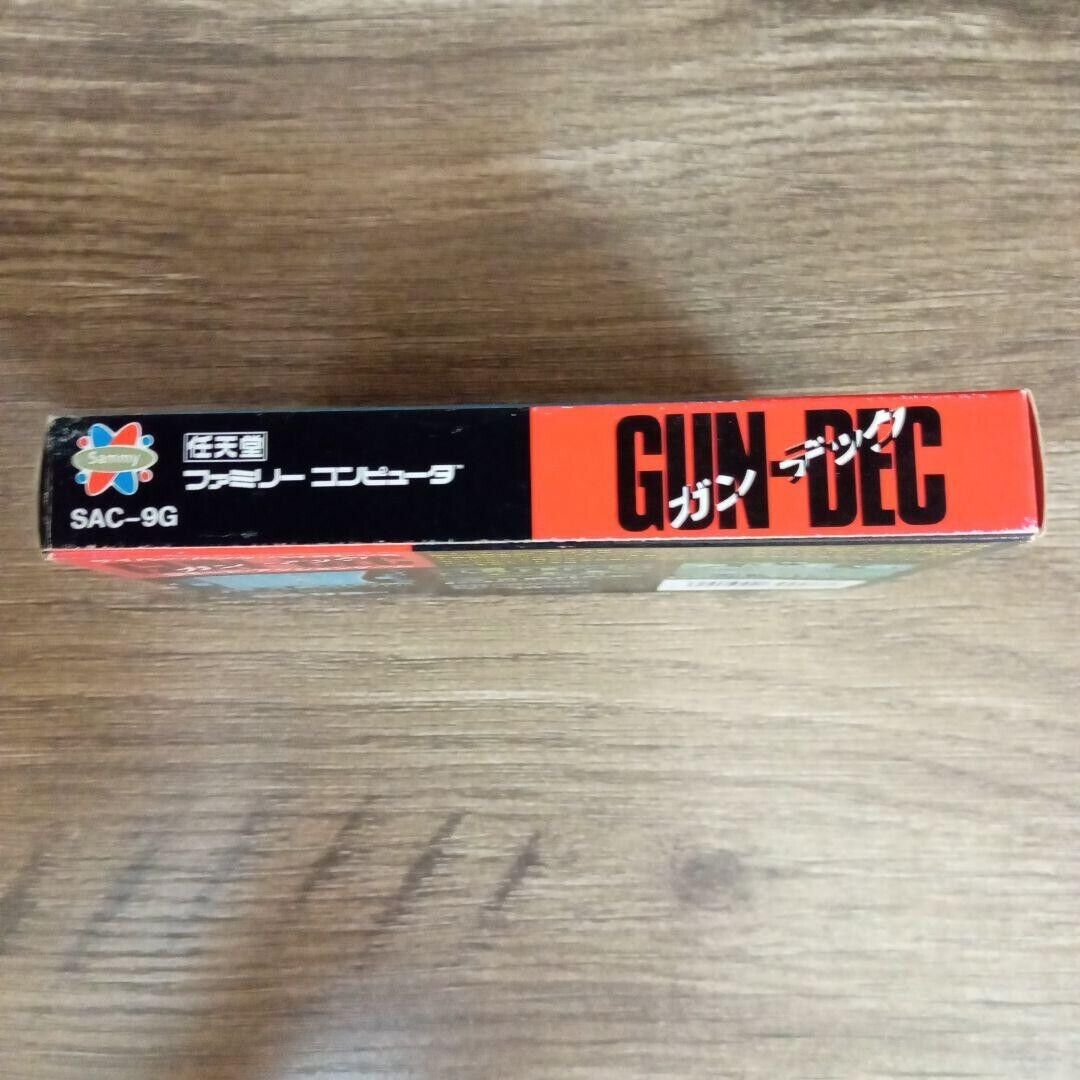 Sammy
任天堂
ファミリー コンピュータ
SAC-9G
GUN-DEC
ガン・デック